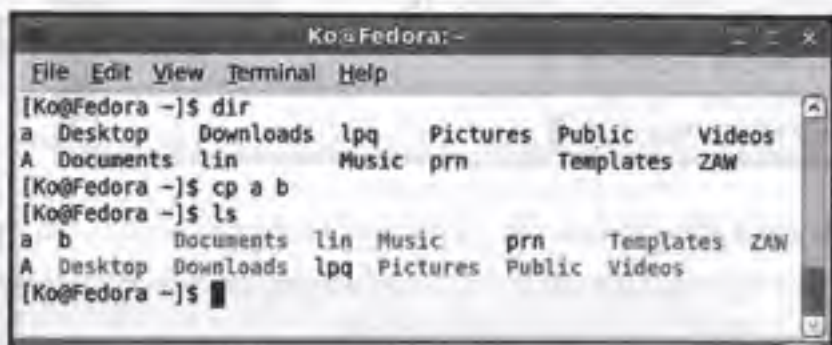 Ko@Fedora:~
File Edit View Terminal Help
[Ko@Fedora ~]$ dir
a Desktop Downloads lpq Pictures Public Videos
A Documents lin Music prn Templates ZAW
[Ko@Fedora ~]$ cp a b
[Ko@Fedora ~]$ ls
a b Documents lin Music prn Templates ZAW
A Desktop Downloads lpq Pictures Public Videos
[Ko@Fedora ~]$